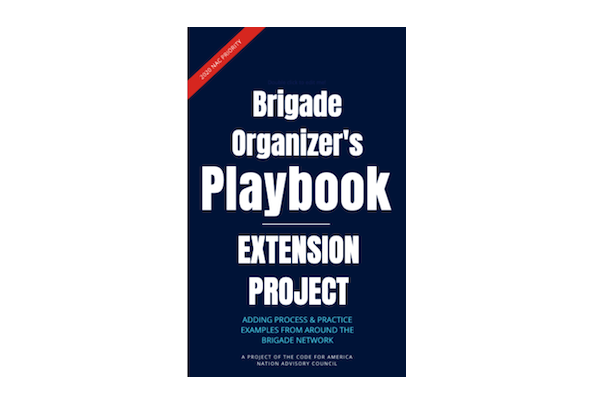 2020 NAC PRIORITY
Brigade
Organizer's
Playbook
EXTENSION
PROJECT
ADDING PROCESS & PRACTICE
EXAMPLES FROM AROUND THE
BRIGADE NETWORK
A PROJECT OF THE CODE FOR AMERICA
NATION ADVISORY COUNCIL